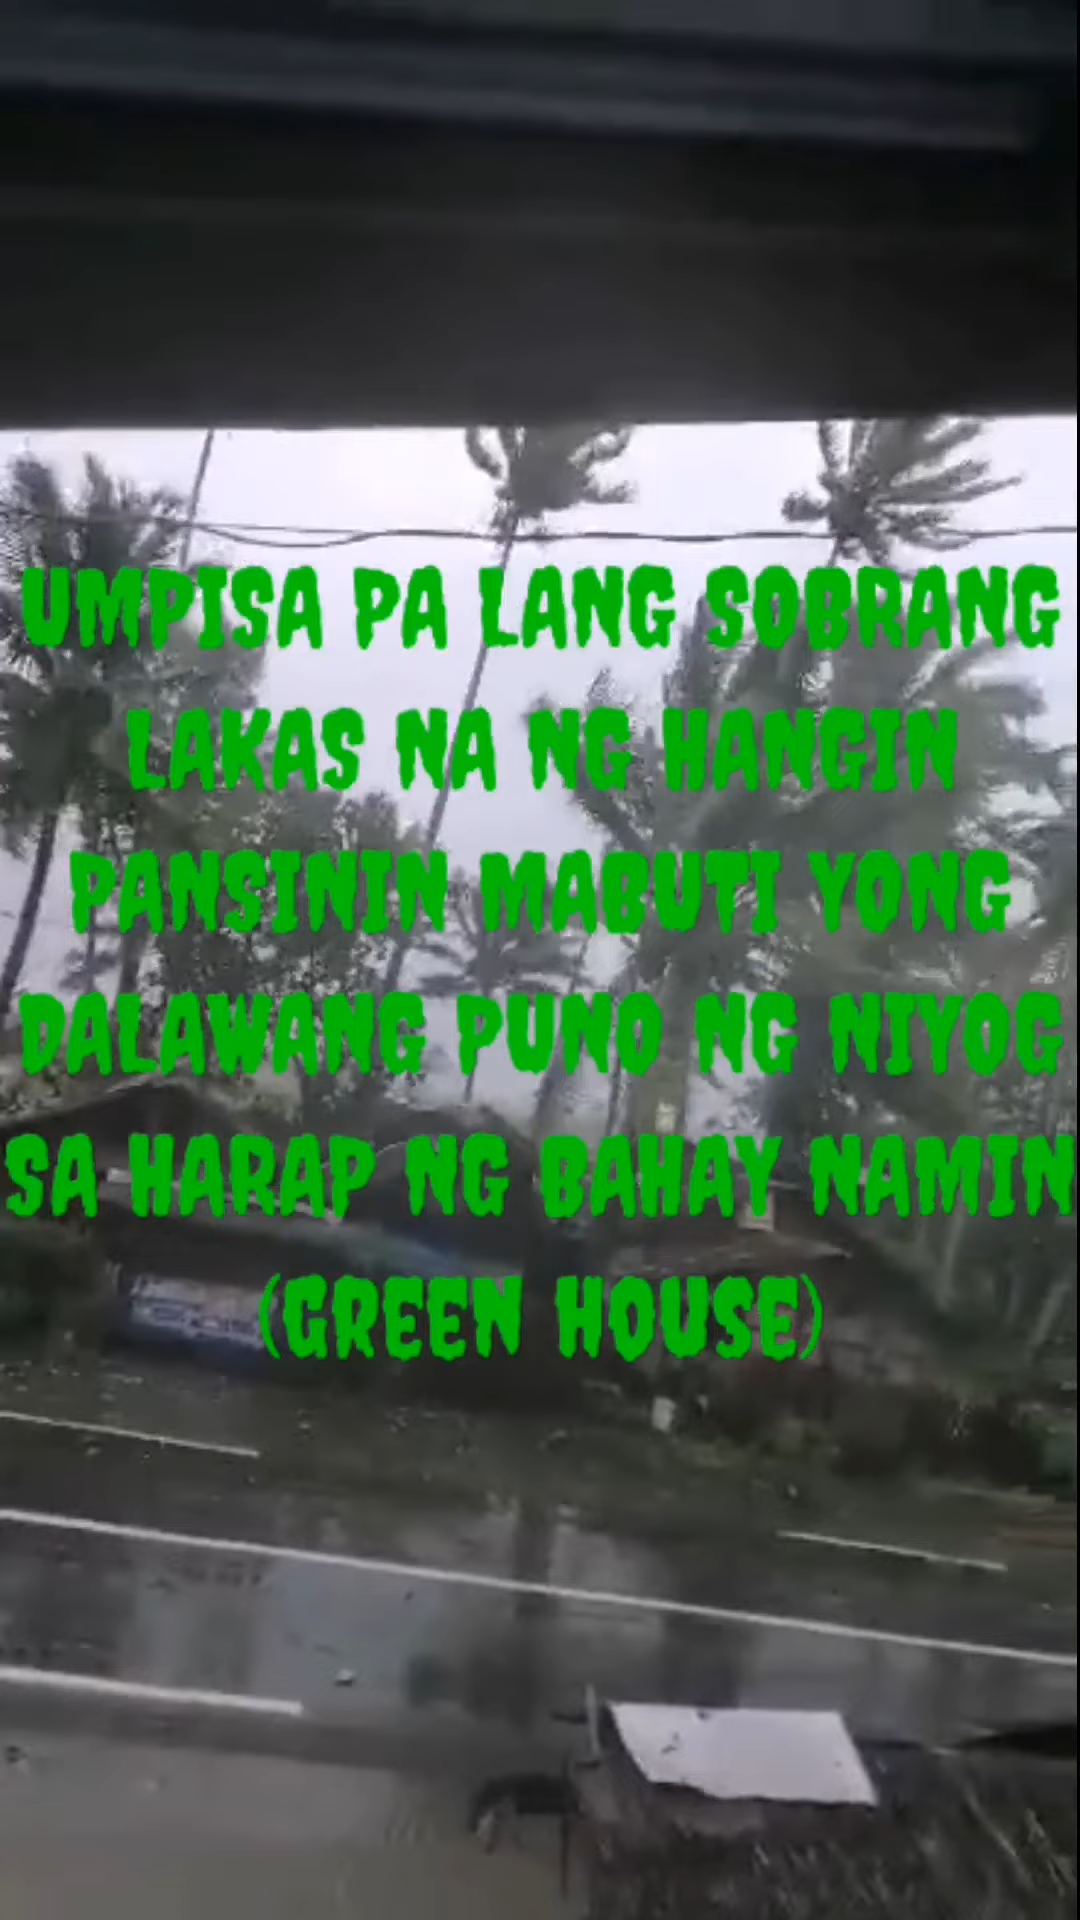 UMPISA PA LANG SOBRANG
LAKAS NA NG HANGIN
PANSININ MABUTI YONG
DALAWANG PUNO NG NIYOG
SA HARAP NG BAHAY NAMIN
(GREEN HOUSE)